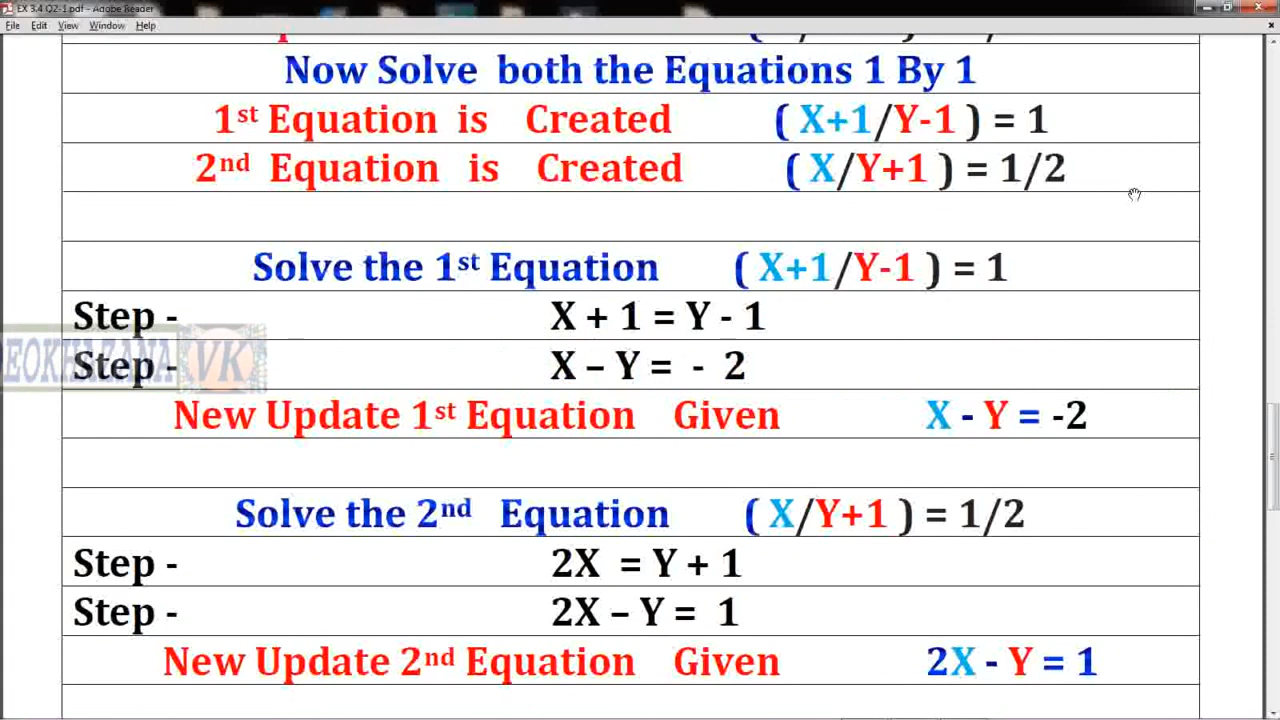 EX 3.4 Q2-1.pdf - Adobe Reader
File Edit View Window Help
Now Solve both the Equations 1 By 1
1st Equation is Created ( X+1/Y-1 ) = 1
2nd Equation is Created ( X/Y+1 ) = 1/2
Solve the 1st Equation ( X+1/Y-1 ) = 1
Step - X + 1 = Y - 1
Step - X – Y = - 2
EOKHAZANA VK
New Update 1st Equation Given X - Y = -2
Solve the 2nd Equation ( X/Y+1 ) = 1/2
Step - 2X = Y + 1
Step - 2X – Y = 1
New Update 2nd Equation Given 2X - Y = 1